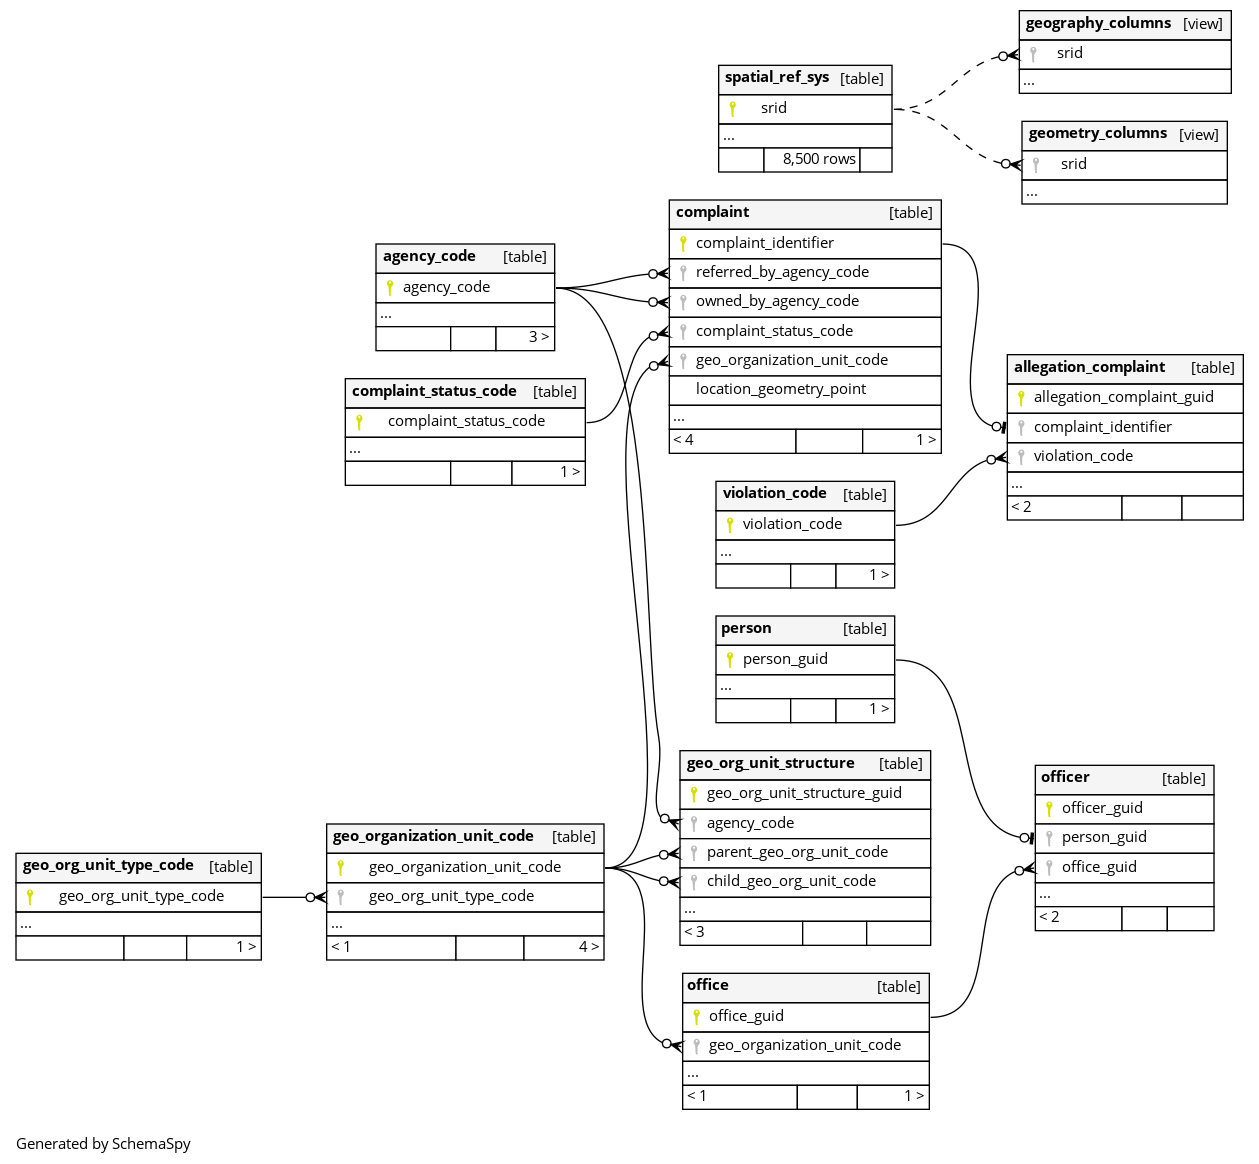 geography_columns [view]
srid
...
spatial_ref_sys [table]
srid
...
8,500 rows
geometry_columns [view]
srid
...
complaint [table]
complaint_identifier
referred_by_agency_code
owned_by_agency_code
complaint_status_code
geo_organization_unit_code
location_geometry_point
...
< 4 1 >
agency_code [table]
agency_code
...
3 >
complaint_status_code [table]
complaint_status_code
...
1 >
allegation_complaint [table]
allegation_complaint_guid
complaint_identifier
violation_code
...
< 2
violation_code [table]
violation_code
...
1 >
person [table]
person_guid
...
1 >
geo_org_unit_structure [table]
geo_org_unit_structure_guid
agency_code
parent_geo_org_unit_code
child_geo_org_unit_code
...
< 3
officer [table]
officer_guid
person_guid
office_guid
...
< 2
geo_organization_unit_code [table]
geo_organization_unit_code
geo_org_unit_type_code
...
< 1 4 >
geo_org_unit_type_code [table]
geo_org_unit_type_code
...
1 >
office [table]
office_guid
geo_organization_unit_code
...
< 1 1 >
Generated by SchemaSpy